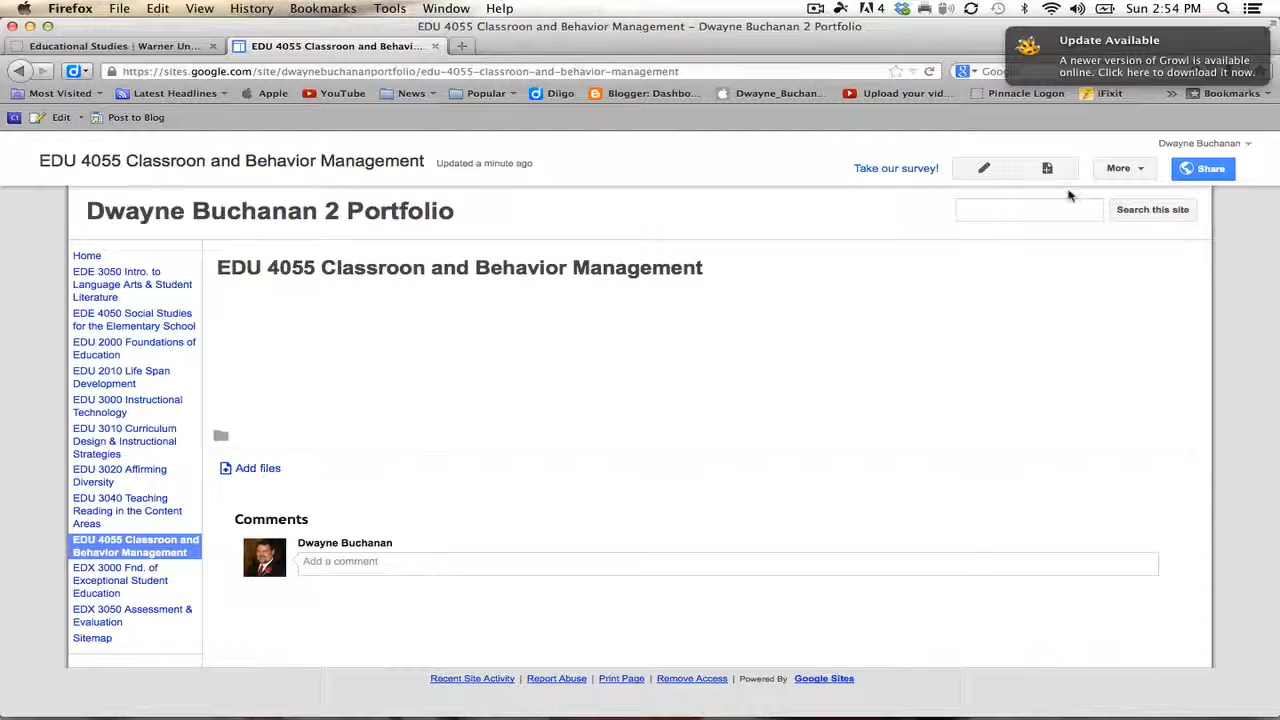 Firefox File Edit View History Bookmarks Tools Window Help 4 Sun 2:54 PM
EDU 4055 Classroon and Behavior Management – Dwayne Buchanan 2 Portfolio
Educational Studies | Warner Un... EDU 4055 Classroon and Behavi...
Update Available
A newer version of Growl is available
online. Click here to download it now.
https://sites.google.com/site/dwaynebuchananportfolio/edu-4055-classroon-and-behavior-management
Most Visited Latest Headlines Apple YouTube News Popular Diigo Blogger: Dashbo... Dwayne_Buchan... Upload your vid... Pinnacle Logon iFixit » Bookmarks
Edit Post to Blog
Dwayne Buchanan
EDU 4055 Classroon and Behavior Management Updated a minute ago
Take our survey! More Share
Dwayne Buchanan 2 Portfolio
Search this site
Home
EDE 3050 Intro. to
Language Arts & Student
Literature
EDE 4050 Social Studies
for the Elementary School
EDU 2000 Foundations of
Education
EDU 2010 Life Span
Development
EDU 3000 Instructional
Technology
EDU 3010 Curriculum
Design & Instructional
Strategies
EDU 3020 Affirming
Diversity
EDU 3040 Teaching
Reading in the Content
Areas
EDU 4055 Classroon and
Behavior Management
EDX 3000 Fnd. of
Exceptional Student
Education
EDX 3050 Assessment &
Evaluation
Sitemap
EDU 4055 Classroon and Behavior Management
Add files
Comments
Dwayne Buchanan
Add a comment
Recent Site Activity | Report Abuse | Print Page | Remove Access | Powered By Google Sites